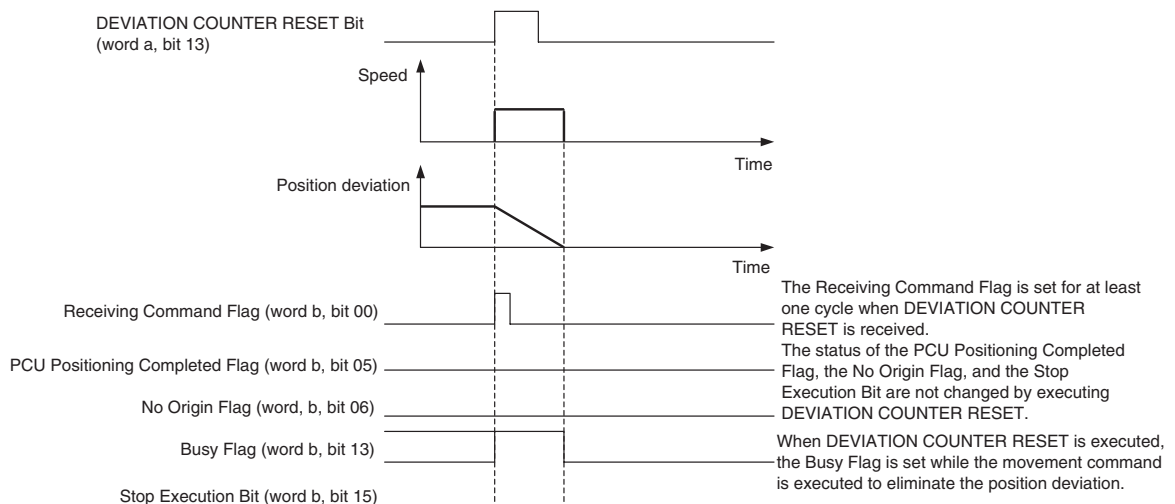 DEVIATION COUNTER RESET Bit
(word a, bit 13)
Speed
Time
Position deviation
Time
Receiving Command Flag (word b, bit 00)
The Receiving Command Flag is set for at least
one cycle when DEVIATION COUNTER
RESET is received.
PCU Positioning Completed Flag (word b, bit 05)
The status of the PCU Positioning Completed
Flag, the No Origin Flag, and the Stop
Execution Bit are not changed by executing
DEVIATION COUNTER RESET.
No Origin Flag (word, b, bit 06)
Busy Flag (word b, bit 13)
When DEVIATION COUNTER RESET is executed,
the Busy Flag is set while the movement command
is executed to eliminate the position deviation.
Stop Execution Bit (word b, bit 15)